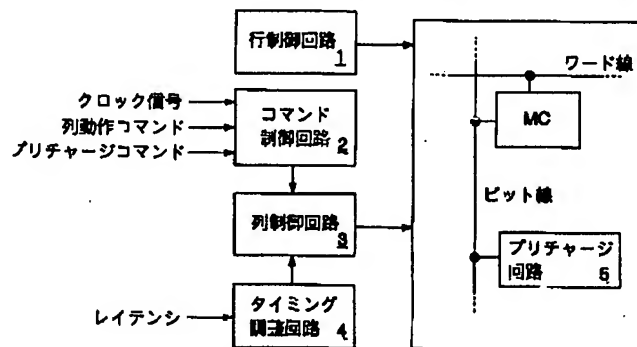 行制御回路
1
ワード線
クロック信号
列動作コマンド
プリチャージコマンド
コマンド
制御回路
2
MC
ビット線
列制御回路
3
プリチャージ
回路
5
レイテンシ
タイミング
調整回路
4